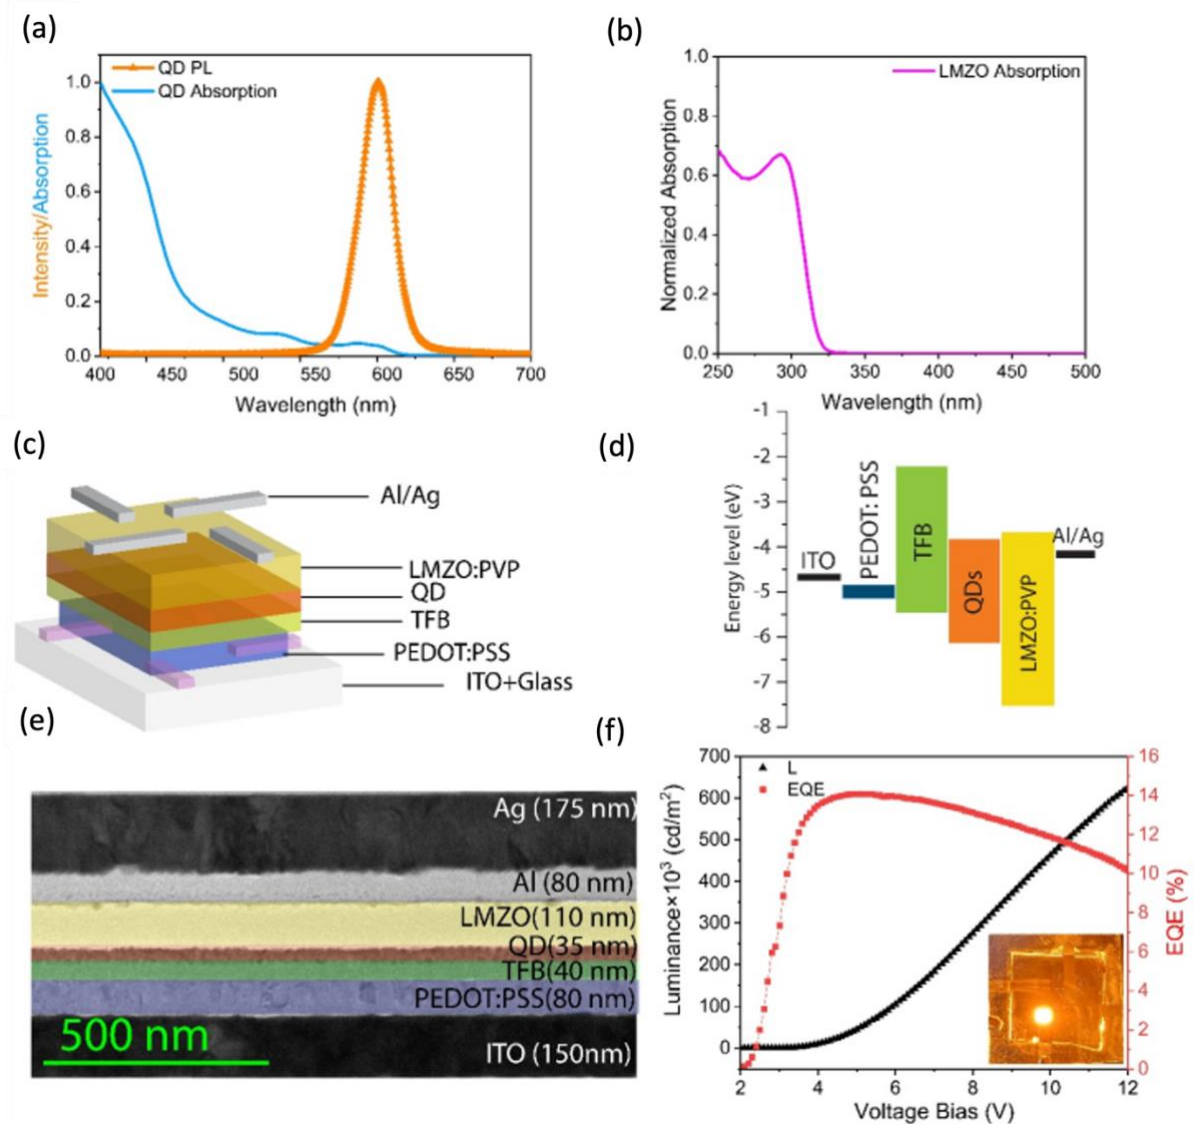 (a)
QD PL
QD Absorption
1.0
0.8
0.6
0.4
0.2
0.0
Intensity/Absorption
400 450 500 550 600 650 700
Wavelength (nm)
(b)
LMZO Absorption
1.0
0.8
0.6
0.4
0.2
0.0
Normalized Absorption
250 300 350 400 450 500
Wavelength (nm)
(c)
Al/Ag
LMZO:PVP
QD
TFB
PEDOT:PSS
ITO+Glass
(d)
-1
-2
-3
-4
-5
-6
-7
-8
Energy level (eV)
ITO
PEDOT: PSS
TFB
QDs
LMZO:PVP
Al/Ag
(e)
Ag (175 nm)
Al (80 nm)
LMZO(110 nm)
QD(35 nm)
TFB(40 nm)
PEDOT:PSS(80 nm)
ITO (150nm)
500 nm
(f)
L
EQE
700
600
500
400
300
200
100
0
Luminance×10³ (cd/m²)
16
14
12
10
8
6
4
2
0
EQE (%)
2 4 6 8 10 12
Voltage Bias (V)